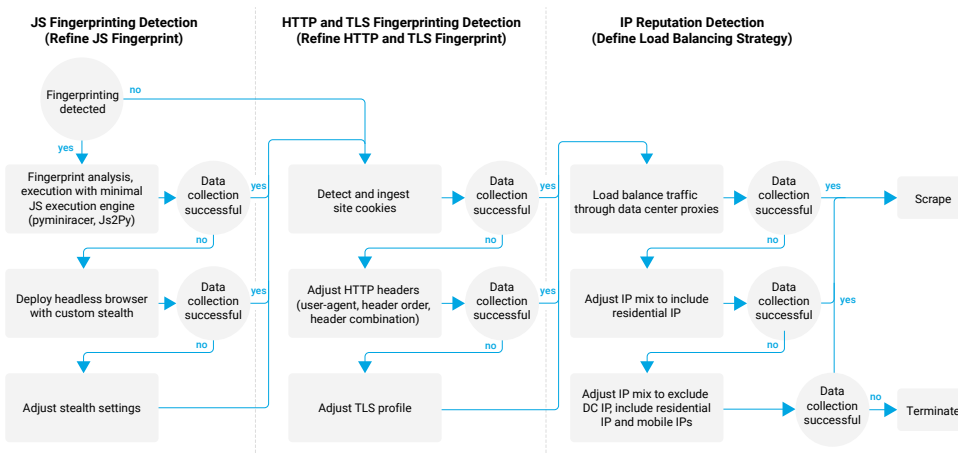 JS Fingerprinting Detection
(Refine JS Fingerprint)
HTTP and TLS Fingerprinting Detection
(Refine HTTP and TLS Fingerprint)
IP Reputation Detection
(Define Load Balancing Strategy)
Fingerprinting
detected
no
yes
Fingerprint analysis,
execution with minimal
JS execution engine
(pyminiracer, Js2Py)
Data
collection
successful
yes
no
Deploy headless browser
with custom stealth
Data
collection
successful
yes
no
Adjust stealth settings
Detect and ingest
site cookies
Data
collection
successful
yes
no
Adjust HTTP headers
(user-agent, header order,
header combination)
Data
collection
successful
yes
no
Adjust TLS profile
Load balance traffic
through data center proxies
Data
collection
successful
yes
no
Scrape
Adjust IP mix to include
residential IP
Data
collection
successful
yes
no
Adjust IP mix to exclude
DC IP, include residential
IP and mobile IPs
Data
collection
successful
yes
no
Terminate